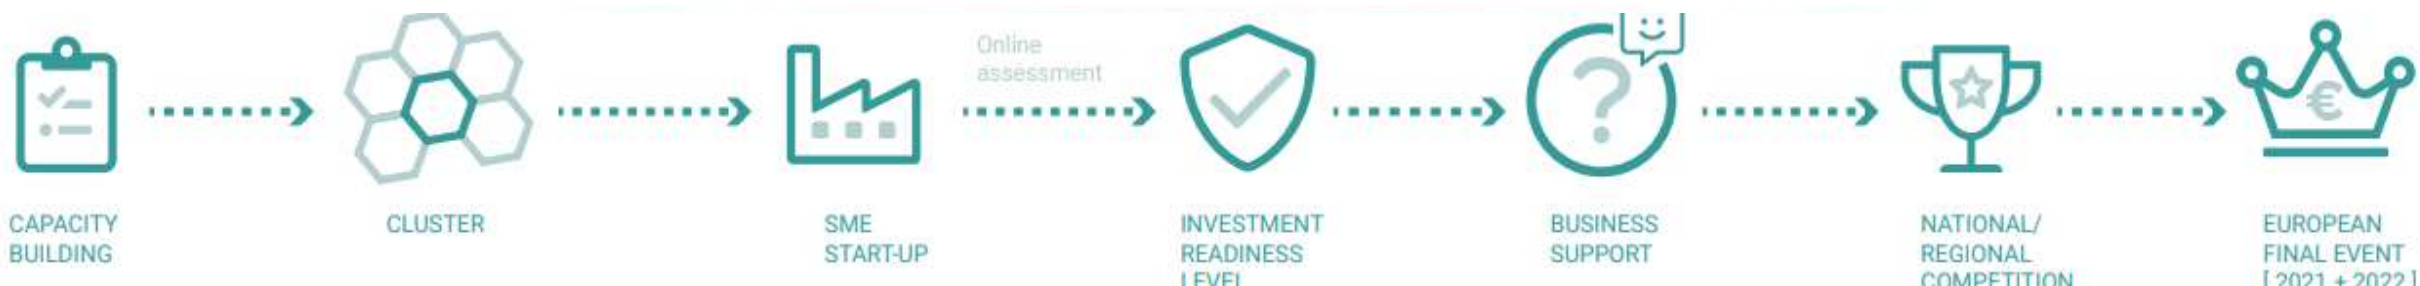 Online
assessment
CAPACITY
BUILDING
CLUSTER
SME
START-UP
INVESTMENT
READINESS
LEVEL
BUSINESS
SUPPORT
NATIONAL/
REGIONAL
COMPETITION
EUROPEAN
FINAL EVENT
[ 2021 + 2022 ]